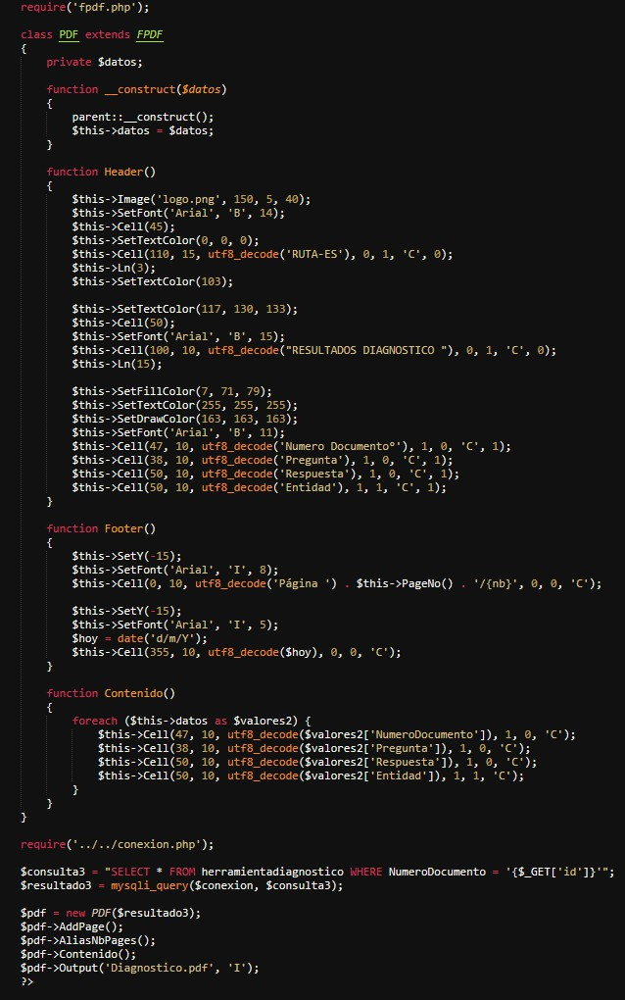 require('fpdf.php');
class PDF extends FPDF
{
private $datos;
function __construct($datos)
{
parent::__construct();
$this->datos = $datos;
}
function Header()
{
$this->Image('logo.png', 150, 5, 40);
$this->SetFont('Arial', 'B', 14);
$this->Cell(45);
$this->SetTextColor(0, 0, 0);
$this->Cell(110, 15, utf8_decode('RUTA-ES'), 0, 1, 'C', 0);
$this->Ln(3);
$this->SetTextColor(103);
$this->SetTextColor(117, 130, 133);
$this->Cell(50);
$this->SetFont('Arial', 'B', 15);
$this->Cell(100, 10, utf8_decode("RESULTADOS DIAGNOSTICO "), 0, 1, 'C', 0);
$this->Ln(15);
$this->SetFillColor(7, 71, 79);
$this->SetTextColor(255, 255, 255);
$this->SetDrawColor(163, 163, 163);
$this->SetFont('Arial', 'B', 11);
$this->Cell(47, 10, utf8_decode('Numero Documento°'), 1, 0, 'C', 1);
$this->Cell(38, 10, utf8_decode('Pregunta'), 1, 0, 'C', 1);
$this->Cell(50, 10, utf8_decode('Respuesta'), 1, 0, 'C', 1);
$this->Cell(50, 10, utf8_decode('Entidad'), 1, 1, 'C', 1);
}
function Footer()
{
$this->SetY(-15);
$this->SetFont('Arial', 'I', 8);
$this->Cell(0, 10, utf8_decode('Página ') . $this->PageNo() . '/{nb}', 0, 0, 'C');
$this->SetY(-15);
$this->SetFont('Arial', 'I', 5);
$hoy = date('d/m/Y');
$this->Cell(355, 10, utf8_decode($hoy), 0, 0, 'C');
}
function Contenido()
{
foreach ($this->datos as $valores2) {
$this->Cell(47, 10, utf8_decode($valores2['NumeroDocumento']), 1, 0, 'C');
$this->Cell(38, 10, utf8_decode($valores2['Pregunta']), 1, 0, 'C');
$this->Cell(50, 10, utf8_decode($valores2['Respuesta']), 1, 0, 'C');
$this->Cell(50, 10, utf8_decode($valores2['Entidad']), 1, 1, 'C');
}
}
}
require('../../conexion.php');
$consulta3 = "SELECT * FROM herramientadiagnostico WHERE NumeroDocumento = '{$_GET['id']}'";
$resultado3 = mysqli_query($conexion, $consulta3);
$pdf = new PDF($resultado3);
$pdf->AddPage();
$pdf->AliasNbPages();
$pdf->Contenido();
$pdf->Output('Diagnostico.pdf', 'I');
?>